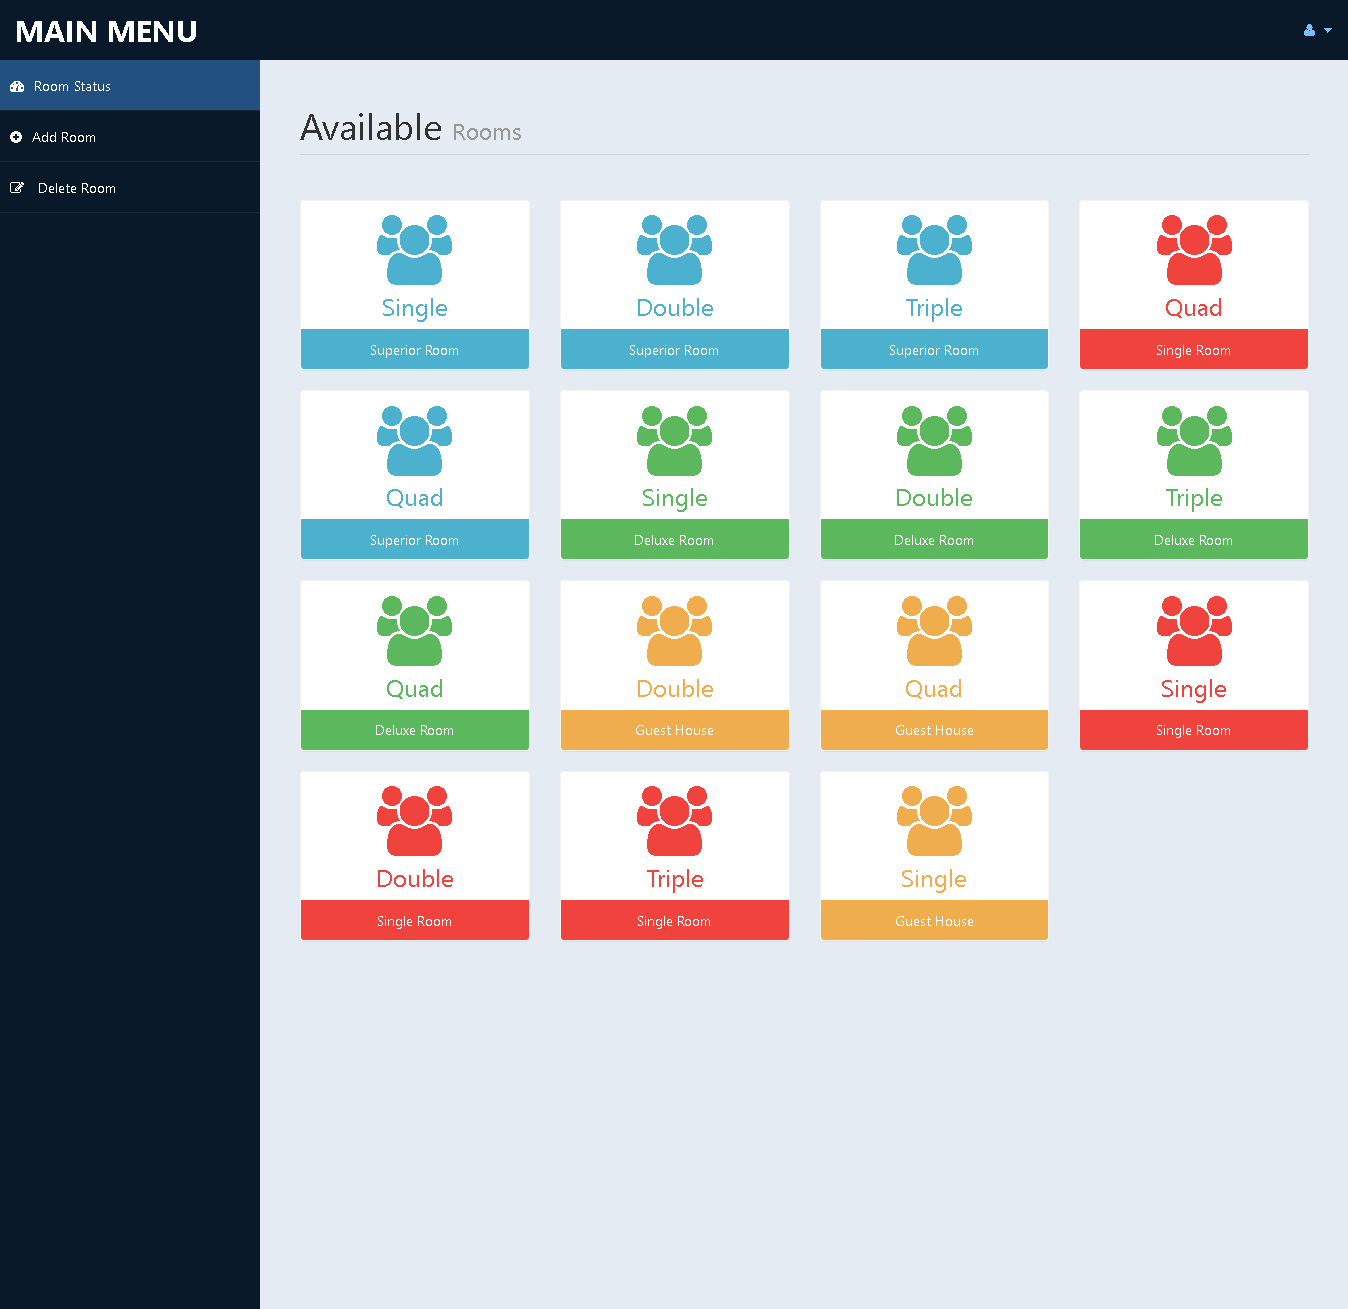 MAIN MENU
Room Status
Add Room
Delete Room
Available Rooms
Single
Superior Room
Double
Superior Room
Triple
Superior Room
Quad
Single Room
Quad
Superior Room
Single
Deluxe Room
Double
Deluxe Room
Triple
Deluxe Room
Quad
Deluxe Room
Double
Guest House
Quad
Guest House
Single
Single Room
Double
Single Room
Triple
Single Room
Single
Guest House